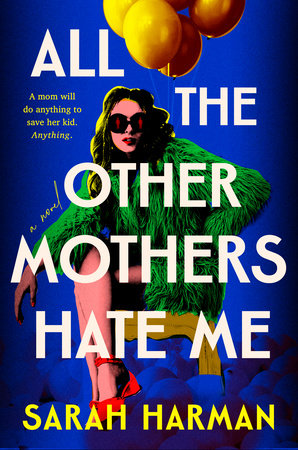 ALL
THE
A mom will
do anything to
save her kid.
Anything.
OTHER
a novel
MOTHERS
HATE ME
SARAH HARMAN